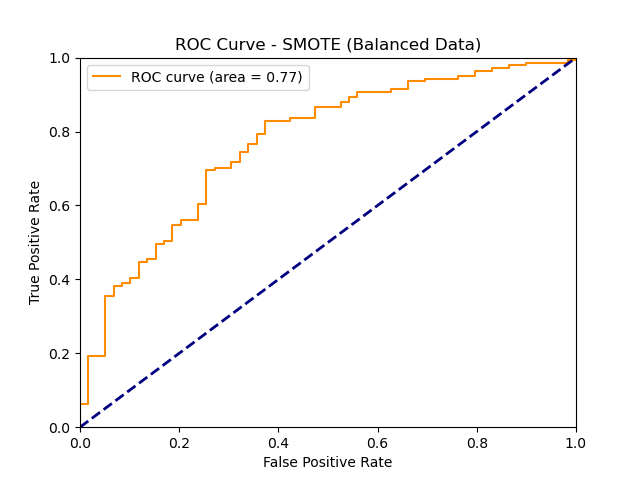 ROC Curve - SMOTE (Balanced Data)
ROC curve (area = 0.77)
True Positive Rate
1.0
0.8
0.6
0.4
0.2
0.0
0.0 0.2 0.4 0.6 0.8 1.0
False Positive Rate